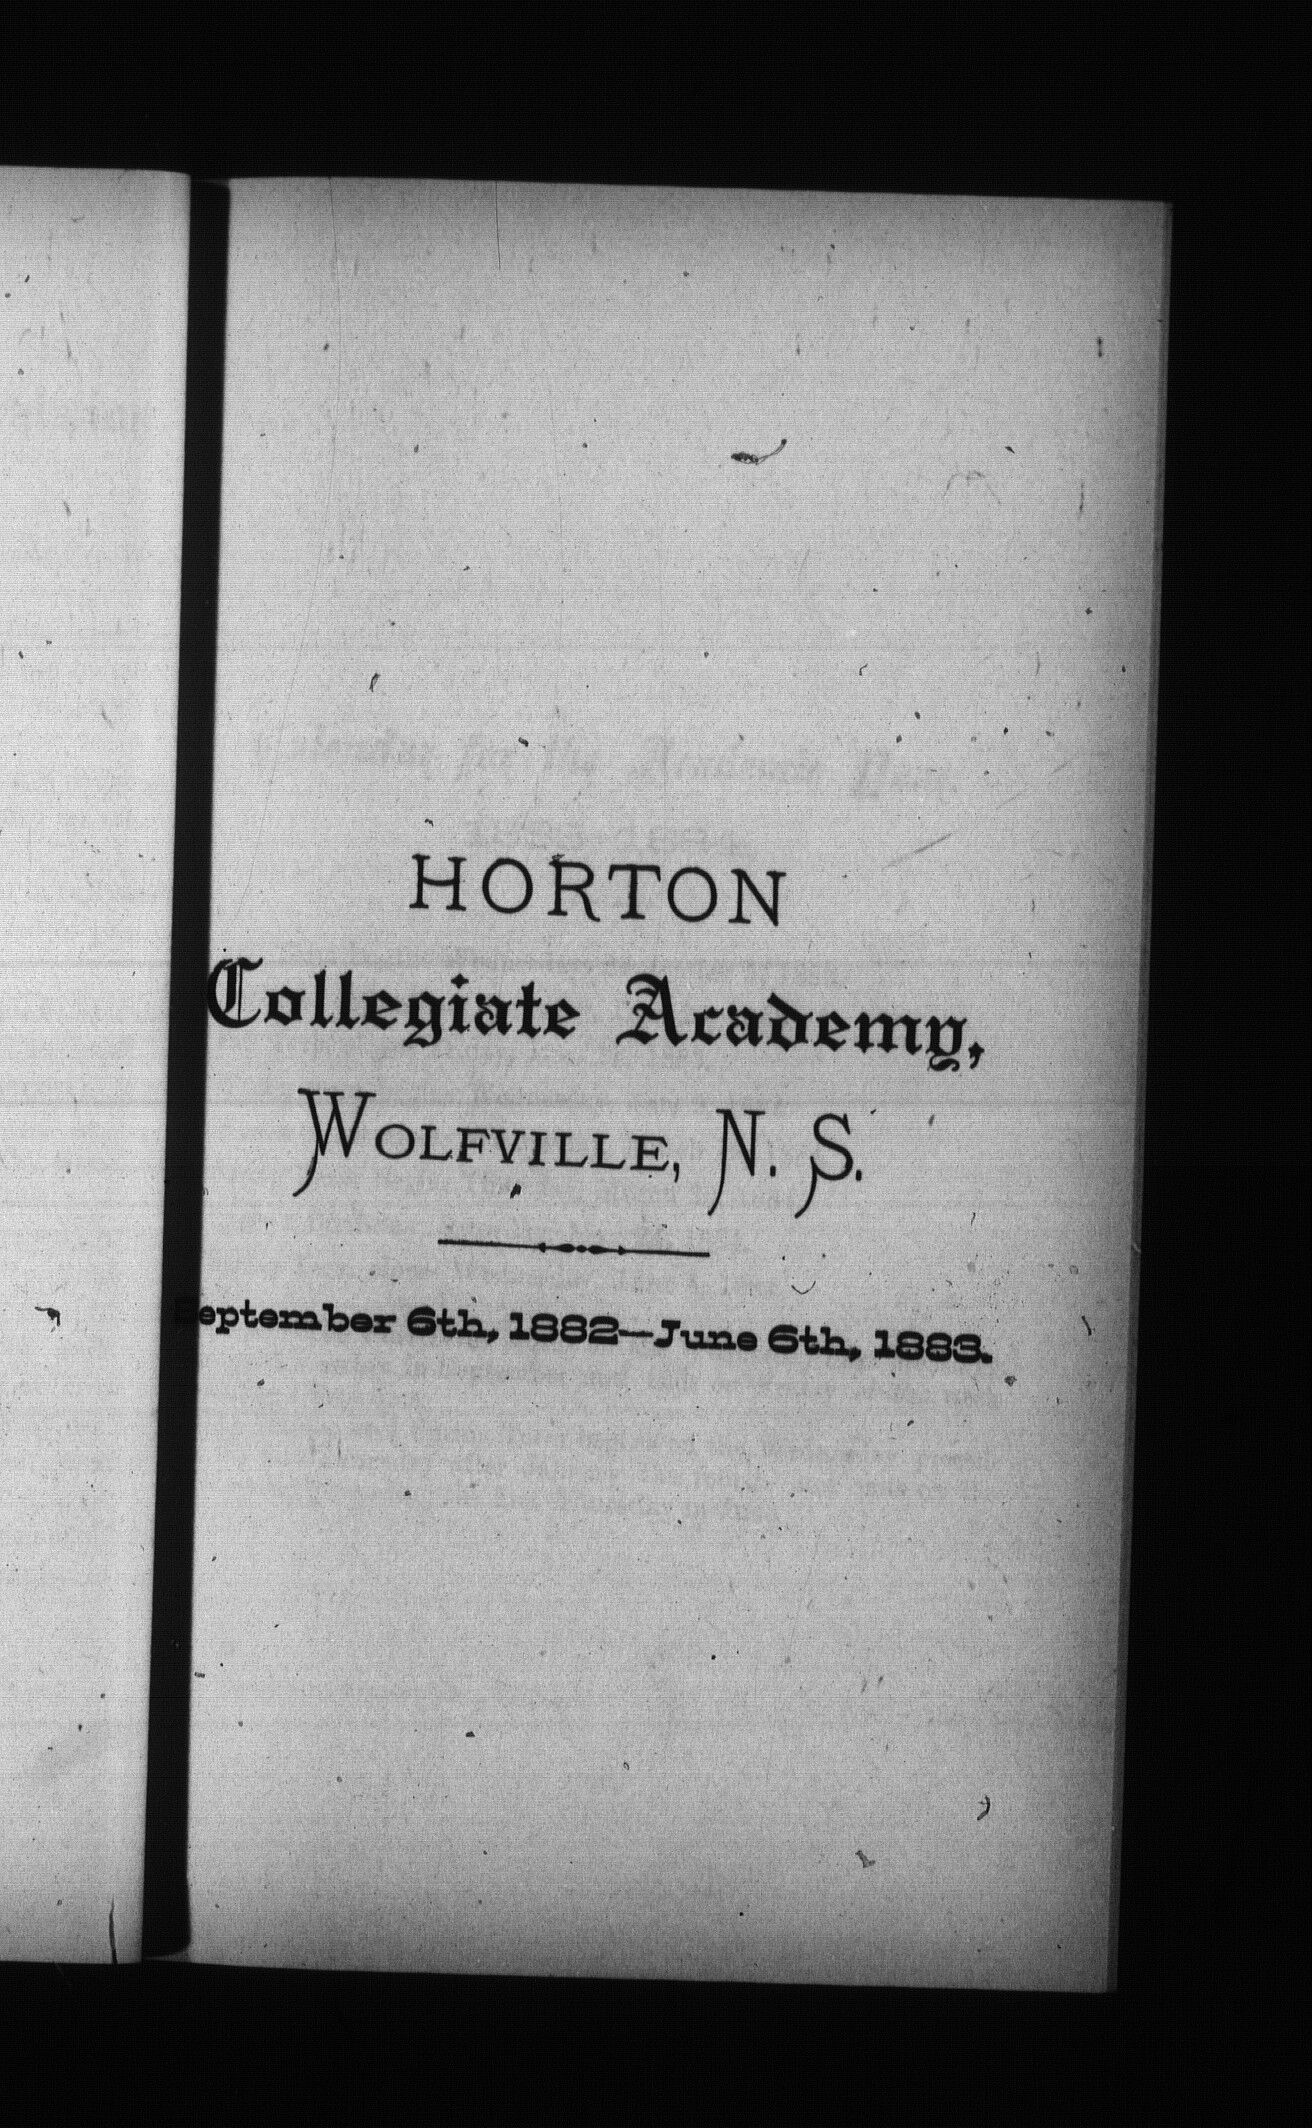 HORTON
Collegiate Academy,
WOLFVILLE, N. S.
September 6th, 1882—June 6th, 1883.